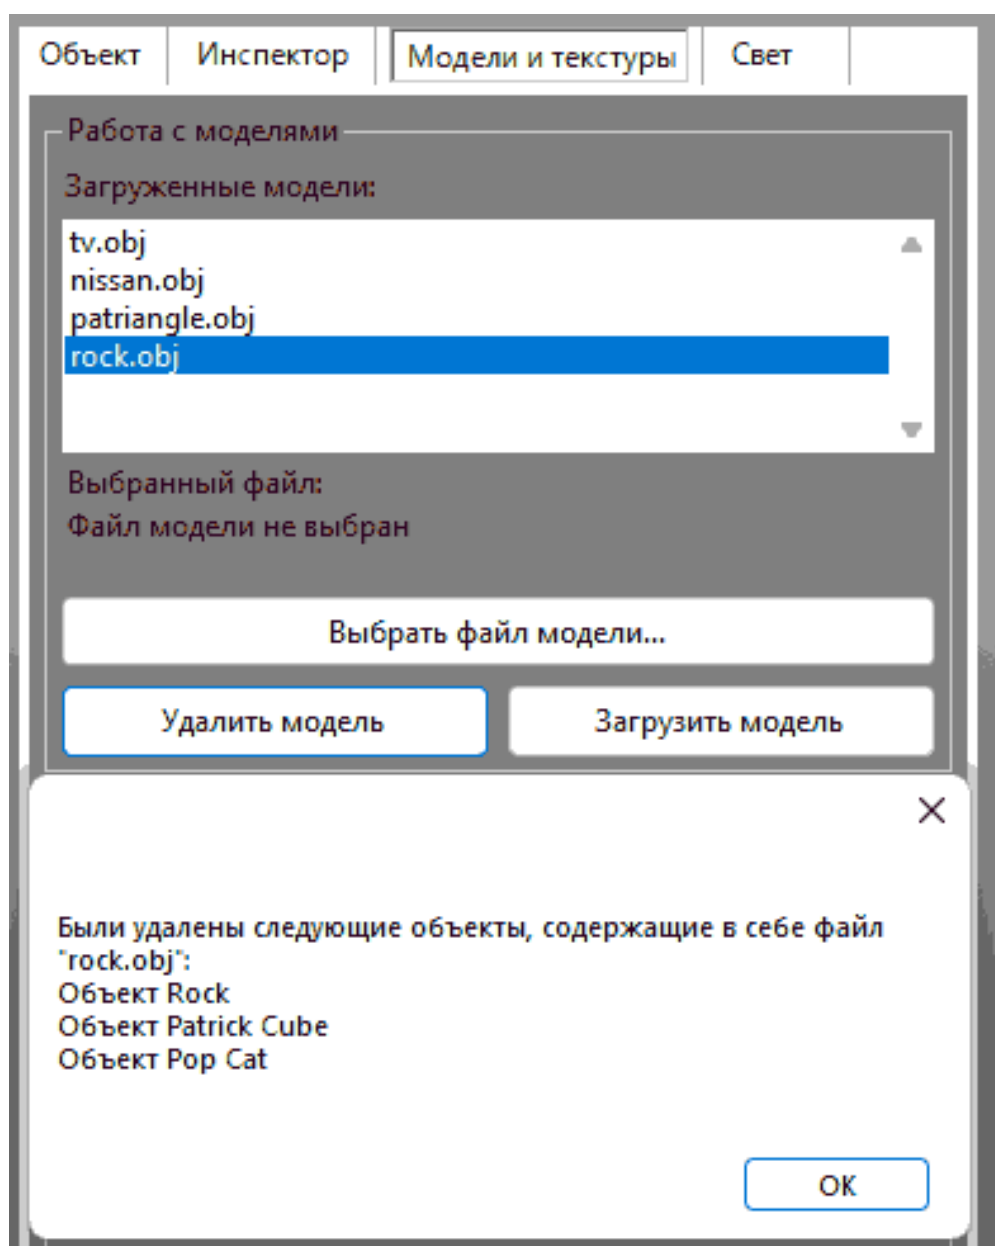 Объект Инспектор Модели и текстуры Свет
Работа с моделями
Загруженные модели:
tv.obj
nissan.obj
patriangle.obj
rock.obj
Выбранный файл:
Файл модели не выбран
Выбрать файл модели...
Удалить модель Загрузить модель
Были удалены следующие объекты, содержащие в себе файл
"rock.obj":
Объект Rock
Объект Patrick Cube
Объект Pop Cat
ОК